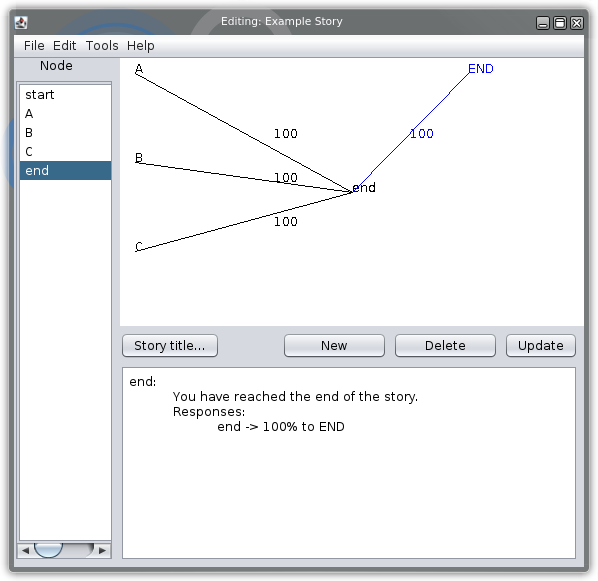 Editing: Example Story
File Edit Tools Help
Node
start
A
B
C
end
A
END
100
100
B
100
end
100
C
Story title...
New
Delete
Update
end:
You have reached the end of the story.
Responses:
end -> 100% to END